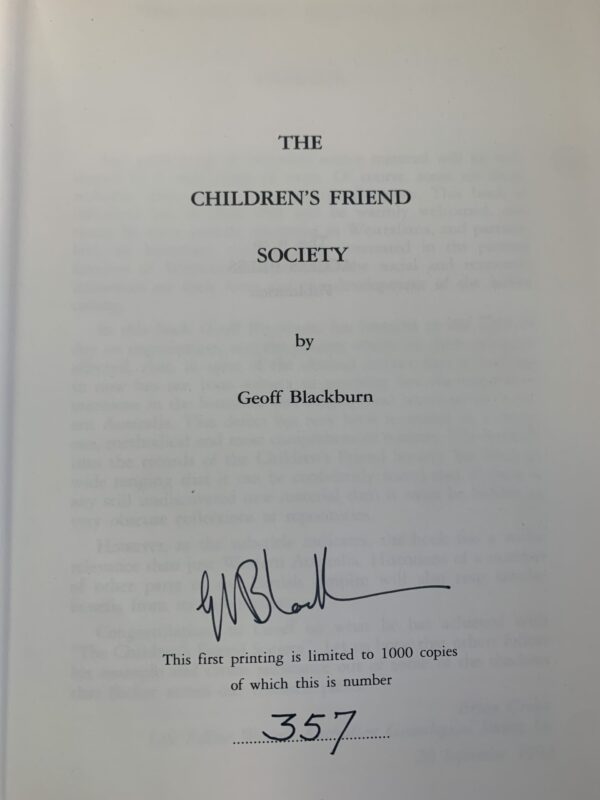 THE
CHILDREN'S FRIEND
SOCIETY
by
Geoff Blackburn
This first printing is limited to 1000 copies
of which this is number
357